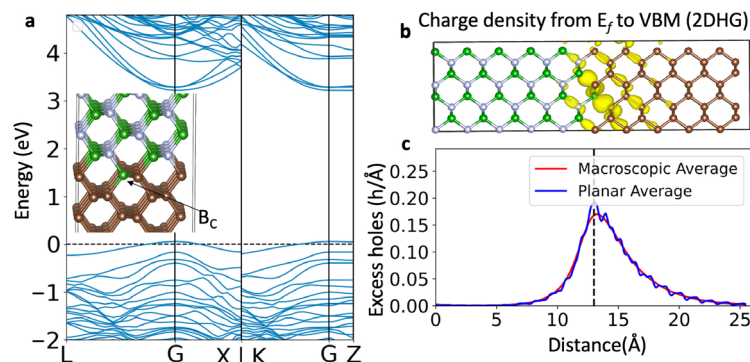 a
Energy (eV)
4
3
2
1
0
−1
−2
B_C
L G X | K G Z
b
Charge density from E_f to VBM (2DHG)
c
Excess holes (h/Å)
0.25
0.20
0.15
0.10
0.05
0.00
Macroscopic Average
Planar Average
0 5 10 15 20 25
Distance(Å)